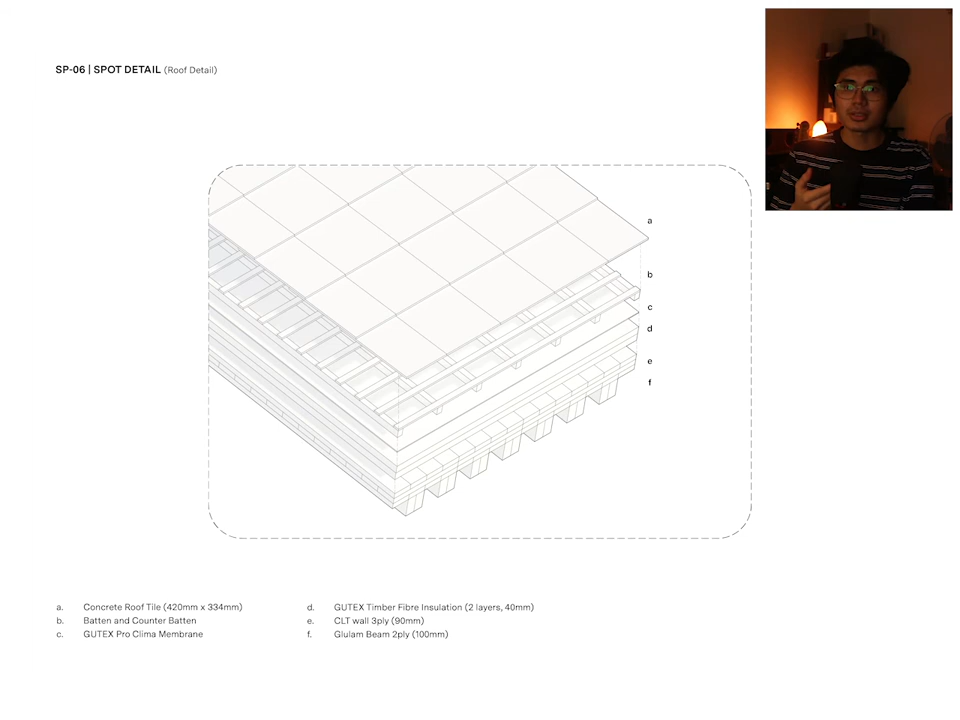 SP-06 | SPOT DETAIL (Roof Detail)
a
b
c
d
e
f
a. Concrete Roof Tile (420mm x 334mm)
b. Batten and Counter Batten
c. GUTEX Pro Clima Membrane
d. GUTEX Timber Fibre Insulation (2 layers, 40mm)
e. CLT wall 3ply (90mm)
f. Glulam Beam 2ply (100mm)